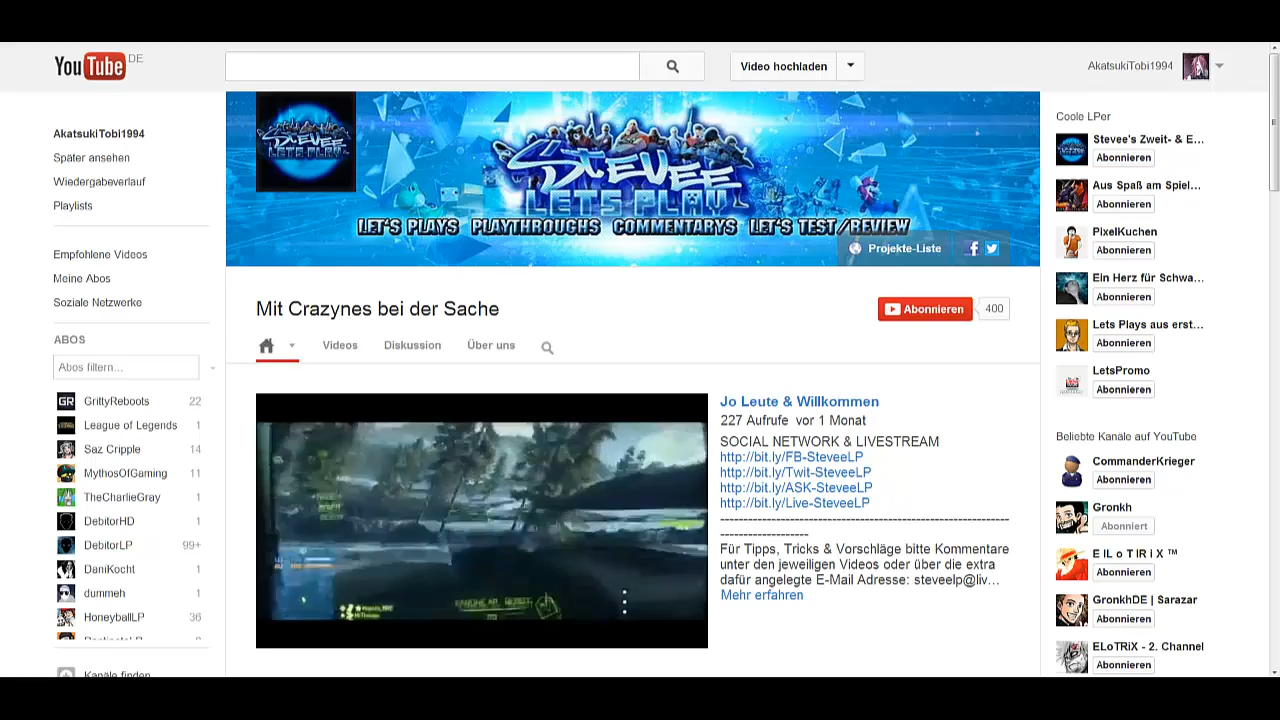 YouTube DE
Video hochladen
AkatsukiTobi1994
AkatsukiTobi1994
Später ansehen
Wiedergabeverlauf
Playlists
Empfohlene Videos
Meine Abos
Soziale Netzwerke
ABOS
Abos filtern...
GrittyReboots 22
League of Legends 1
Saz Cripple 14
MythosOfGaming 11
TheCharlieGray 1
DebitorHD 1
DebitorLP 99+
DaniKocht 1
dummeh 1
HoneyballLP 36
Kanäle finden
STEVEE
LETS PLAY
STEVEE
LETS PLAY
LET'S PLAYS PLAYTHROUGHS COMMENTARYS LET'S TEST/REVIEW
Projekte-Liste
Mit Crazynes bei der Sache
Abonnieren 400
Videos Diskussion Über uns
Jo Leute & Willkommen
227 Aufrufe vor 1 Monat
SOCIAL NETWORK & LIVESTREAM
http://bit.ly/FB-SteveeLP
http://bit.ly/Twit-SteveeLP
http://bit.ly/ASK-SteveeLP
http://bit.ly/Live-SteveeLP
Für Tipps, Tricks & Vorschläge bitte Kommentare
unter den jeweiligen Videos oder über die extra
dafür angelegte E-Mail Adresse: steveelp@liv...
Mehr erfahren
Coole LPer
Stevee's Zweit- & E...
Abonnieren
Aus Spaß am Spiel...
Abonnieren
PixelKuchen
Abonnieren
Ein Herz für Schwa...
Abonnieren
Lets Plays aus erst...
Abonnieren
LetsPromo
Abonnieren
Beliebte Kanäle auf YouTube
CommanderKrieger
Abonnieren
Gronkh
Abonniert
E IL o T IR i X ™
Abonnieren
GronkhDE | Sarazar
Abonnieren
ELoTRiX - 2. Channel
Abonnieren